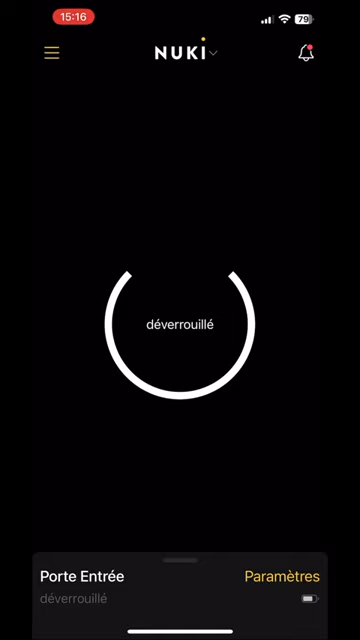 15:16
79
NUKI
déverrouillé
Porte Entrée
Paramètres
déverrouillé